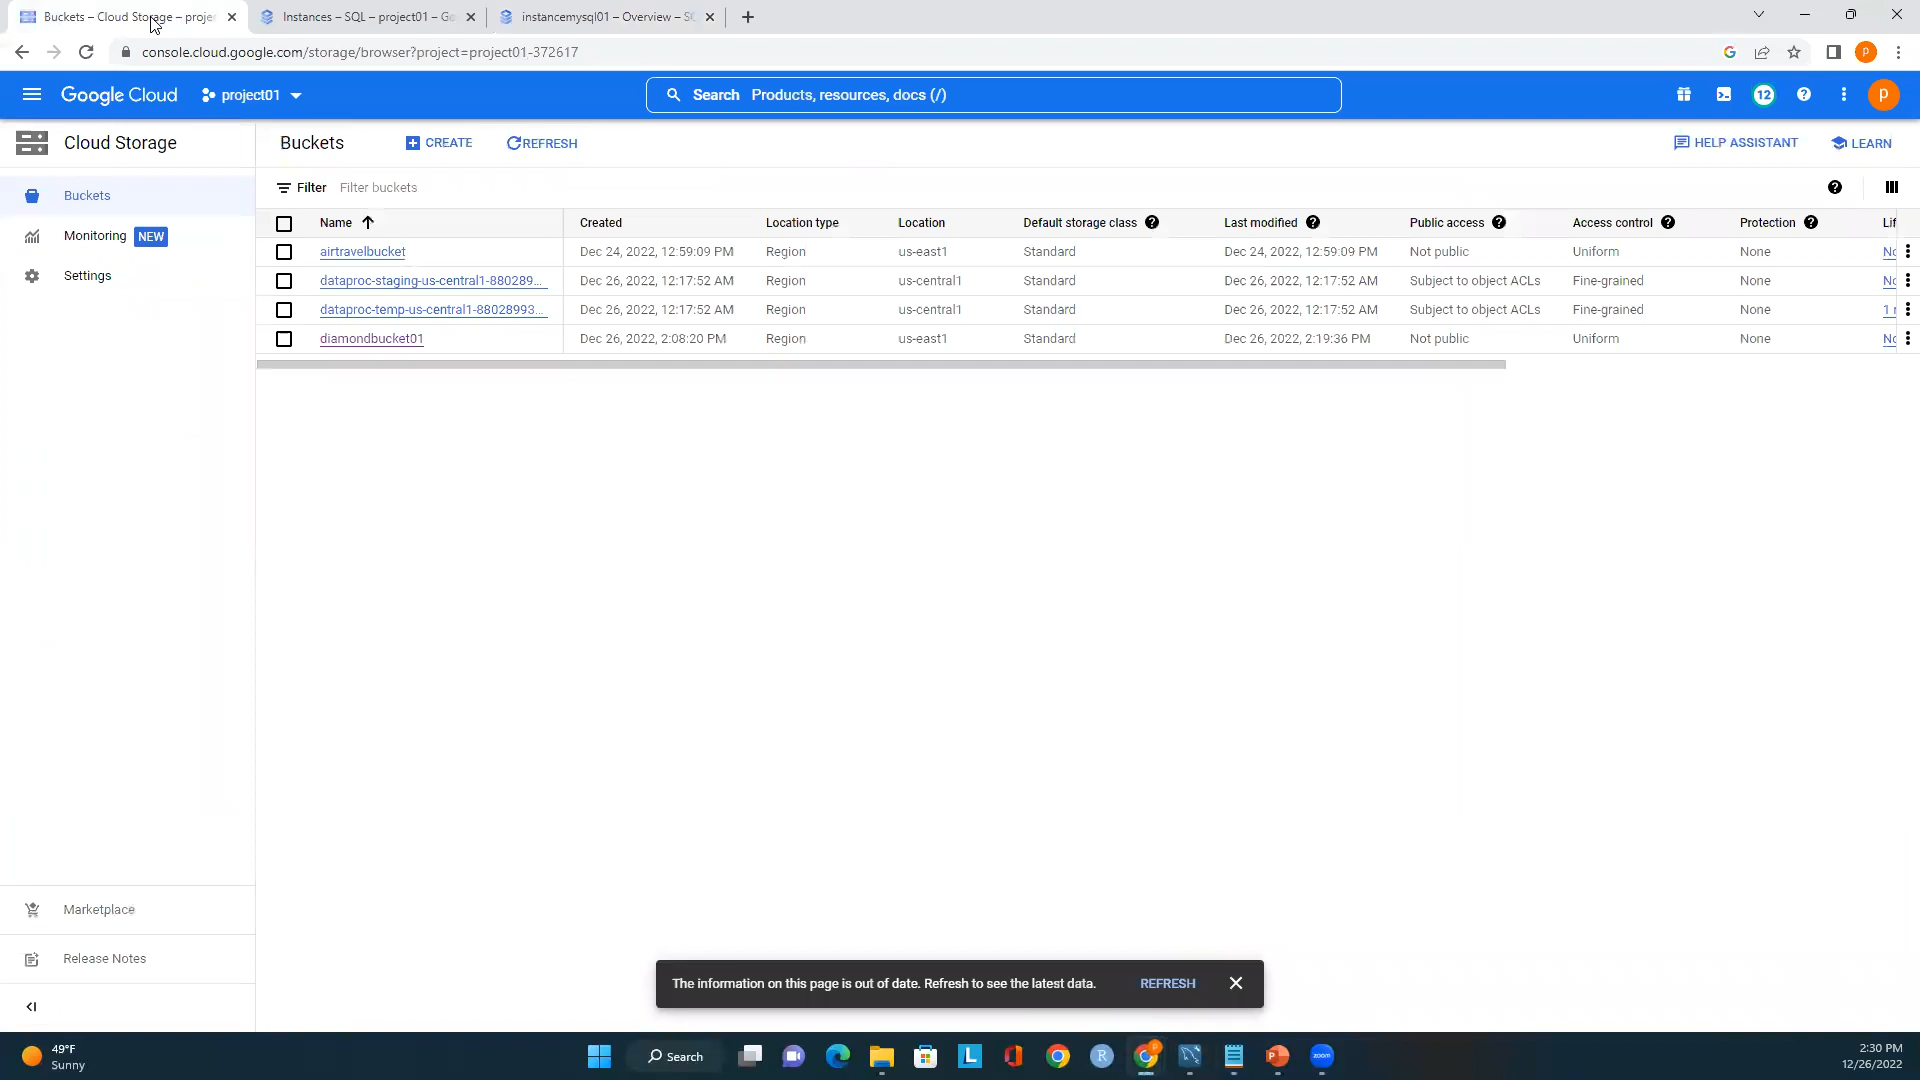 Buckets – Cloud Storage – projec
Instances – SQL – project01 – Go
instancemysql01 – Overview – S
console.cloud.google.com/storage/browser?project=project01-372617
P
Google Cloud
project01
Search Products, resources, docs (/)
12
P
Cloud Storage
Buckets
CREATE
REFRESH
HELP ASSISTANT
LEARN
Buckets
Monitoring NEW
Settings
Filter Filter buckets
Name Created Location type Location Default storage class Last modified Public access Access control Protection Lif
airtravelbucket Dec 24, 2022, 12:59:09 PM Region us-east1 Standard Dec 24, 2022, 12:59:09 PM Not public Uniform None No
dataproc-staging-us-central1-880289... Dec 26, 2022, 12:17:52 AM Region us-central1 Standard Dec 26, 2022, 12:17:52 AM Subject to object ACLs Fine-grained None No
dataproc-temp-us-central1-88028993... Dec 26, 2022, 12:17:52 AM Region us-central1 Standard Dec 26, 2022, 12:17:52 AM Subject to object ACLs Fine-grained None 1 r
diamondbucket01 Dec 26, 2022, 2:08:20 PM Region us-east1 Standard Dec 26, 2022, 2:19:36 PM Not public Uniform None No
Marketplace
Release Notes
The information on this page is out of date. Refresh to see the latest data. REFRESH
49°F
Sunny
Search
L
R
P
zoom
2:30 PM
12/26/2022